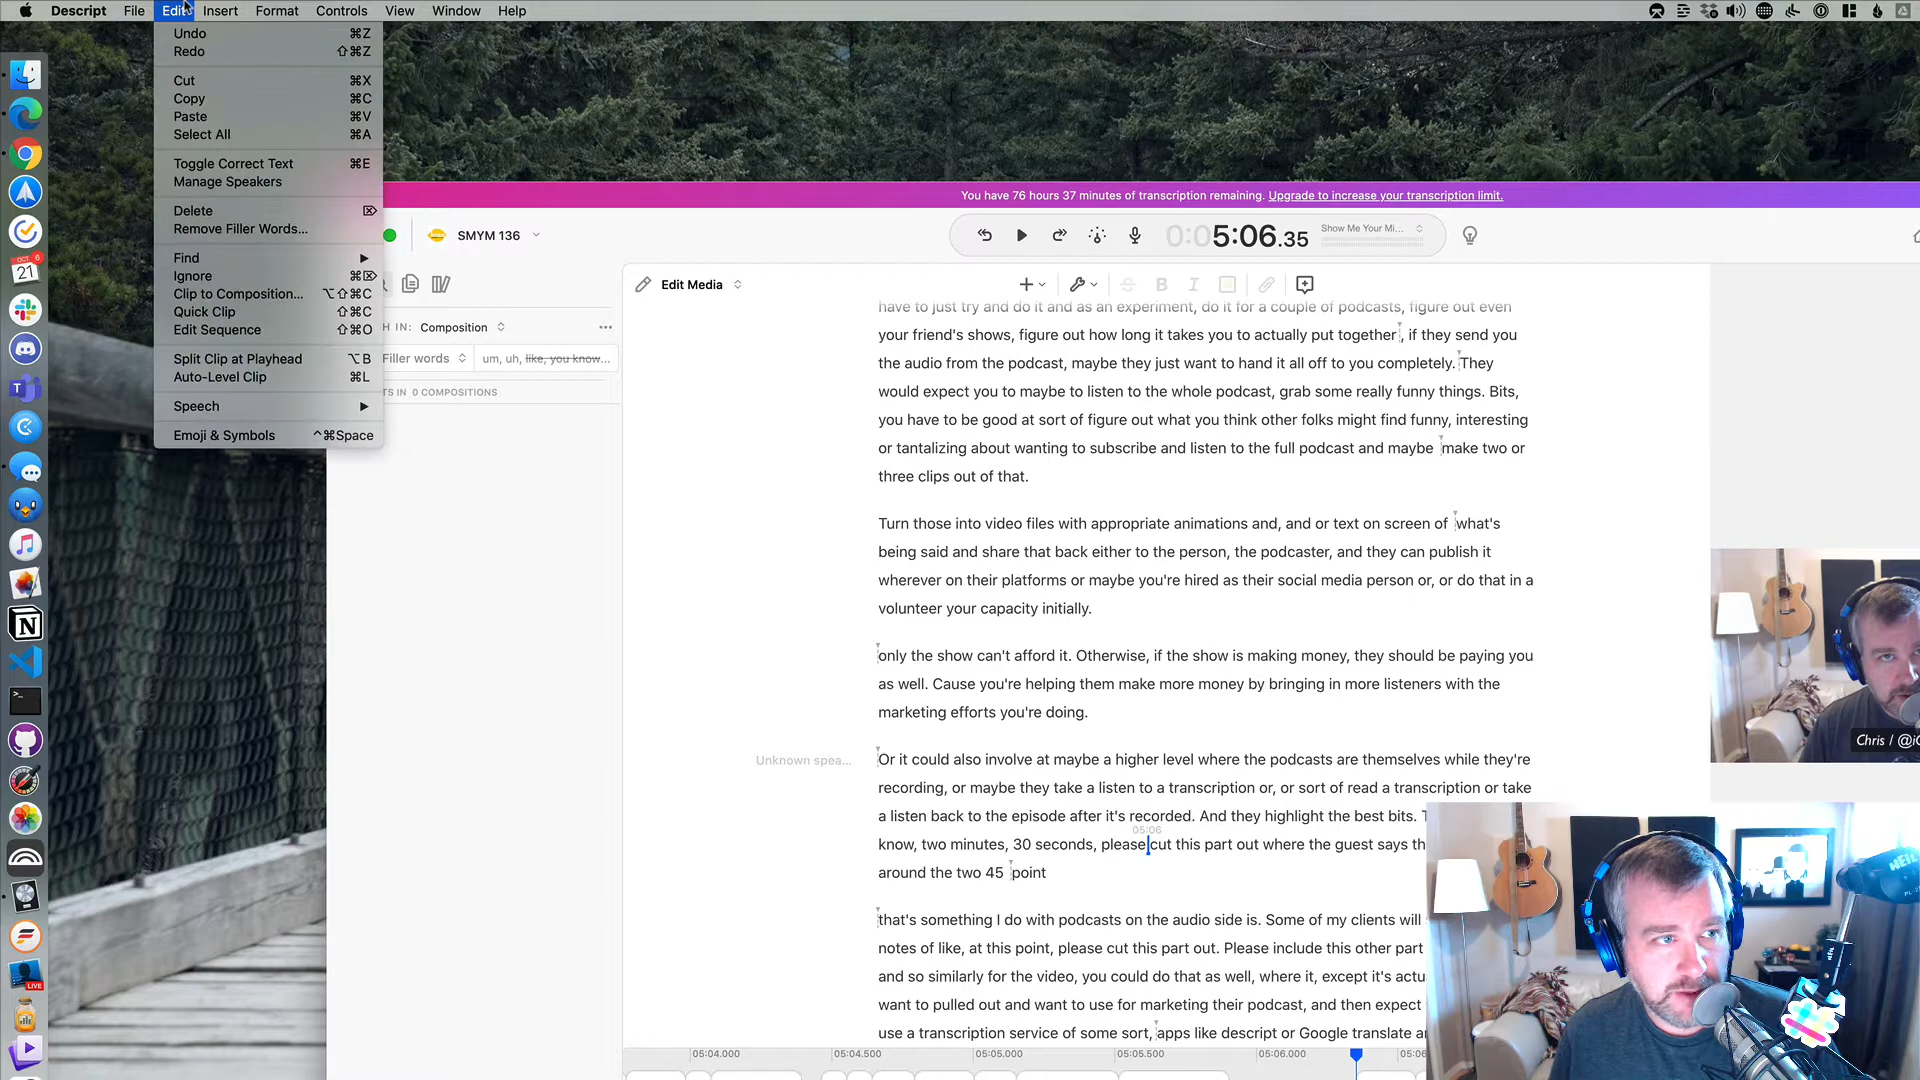 Descript File Edit Insert Format Controls View Window Help
Undo ⌘Z
Redo ⇧⌘Z
Cut ⌘X
Copy ⌘C
Paste ⌘V
Select All ⌘A
Toggle Correct Text ⌘E
Manage Speakers
Delete ⌦
Remove Filler Words...
Find
Ignore ⌘⌦
Clip to Composition... ⌥⇧⌘C
Quick Clip ⇧⌘C
Edit Sequence ⇧⌘O
Split Clip at Playhead ⌥B
Auto-Level Clip ⌘L
Speech
Emoji & Symbols ^⌘Space
OCT 6
21
LIVE
You have 76 hours 37 minutes of transcription remaining. Upgrade to increase your transcription limit.
SMYM 136
0:05:06.35
Show Me Your Mi...
Edit Media
B I
H IN: Composition
Filler words um, uh, like, you know...
TS IN 0 COMPOSITIONS
have to just try and do it and as an experiment, do it for a couple of podcasts, figure out even
your friend's shows, figure out how long it takes you to actually put together , if they send you
the audio from the podcast, maybe they just want to hand it all off to you completely. They
would expect you to maybe to listen to the whole podcast, grab some really funny things. Bits,
you have to be good at sort of figure out what you think other folks might find funny, interesting
or tantalizing about wanting to subscribe and listen to the full podcast and maybe make two or
three clips out of that.
Turn those into video files with appropriate animations and, and or text on screen of what's
being said and share that back either to the person, the podcaster, and they can publish it
wherever on their platforms or maybe you're hired as their social media person or, or do that in a
volunteer your capacity initially.
only the show can't afford it. Otherwise, if the show is making money, they should be paying you
as well. Cause you're helping them make more money by bringing in more listeners with the
marketing efforts you're doing.
Unknown spea...
Or it could also involve at maybe a higher level where the podcasts are themselves while they're
recording, or maybe they take a listen to a transcription or, or sort of read a transcription or take
a listen back to the episode after it's recorded. And they highlight the best bits.
05:06
know, two minutes, 30 seconds, please cut this part out where the guest says th
around the two 45 point
that's something I do with podcasts on the audio side is. Some of my clients will
notes of like, at this point, please cut this part out. Please include this other part
and so similarly for the video, you could do that as well, where it, except it's actu
want to pulled out and want to use for marketing their podcast, and then expect
use a transcription service of some sort, apps like descript or Google translate
05:04.000 05:04.500 05:05.000 05:05.500 05:06.000 05:06
Chris / @iC